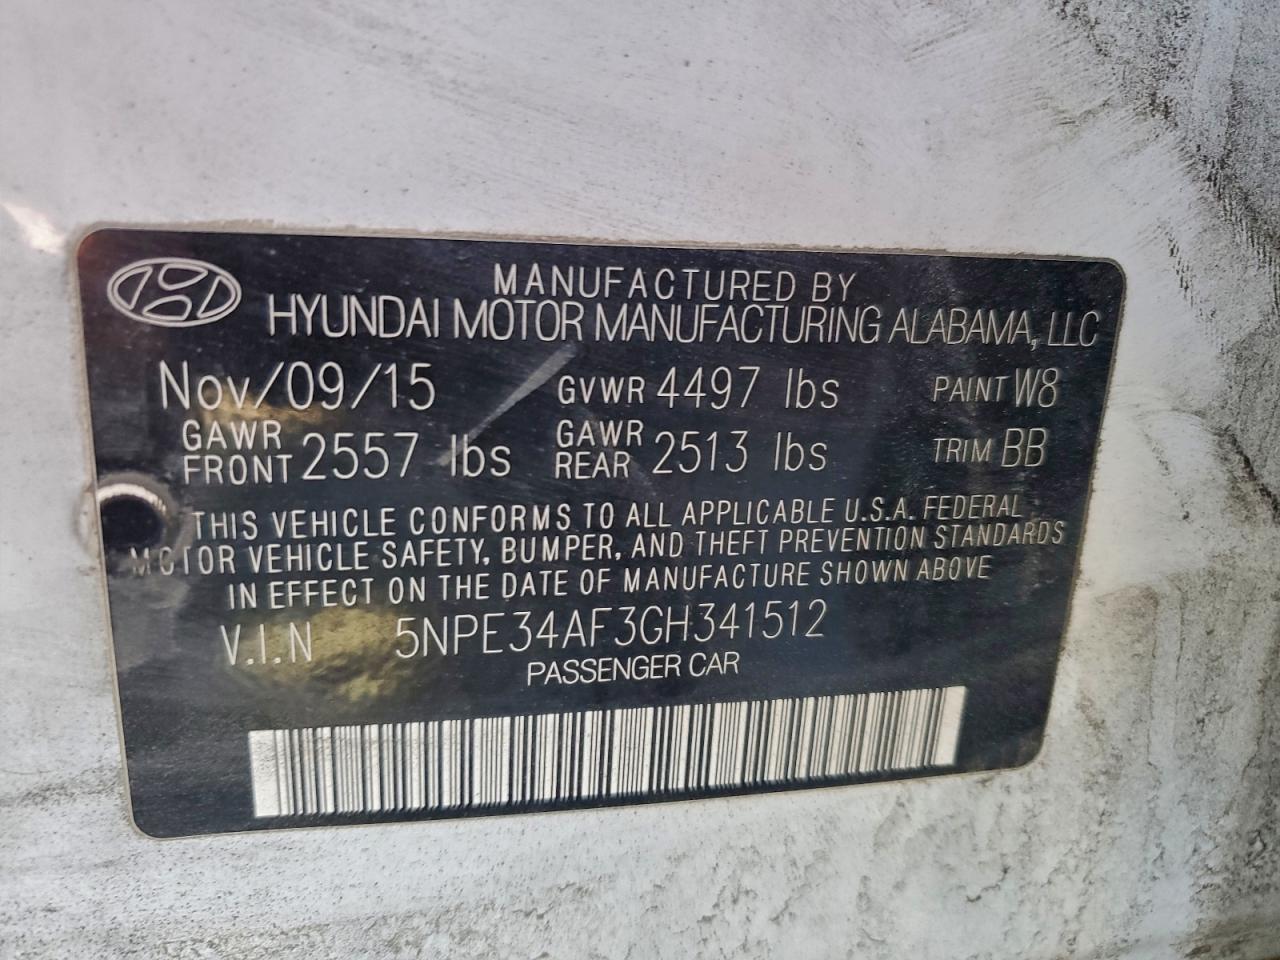 MANUFACTURED BY
HYUNDAI MOTOR MANUFACTURING ALABAMA, LLC
Nov/09/15 GVWR 4497 lbs PAINT W8
GAWR FRONT 2557 lbs GAWR REAR 2513 lbs TRIM BB
THIS VEHICLE CONFORMS TO ALL APPLICABLE U.S.A. FEDERAL
MOTOR VEHICLE SAFETY, BUMPER, AND THEFT PREVENTION STANDARDS
IN EFFECT ON THE DATE OF MANUFACTURE SHOWN ABOVE
V.I.N 5NPE34AF3GH341512
PASSENGER CAR